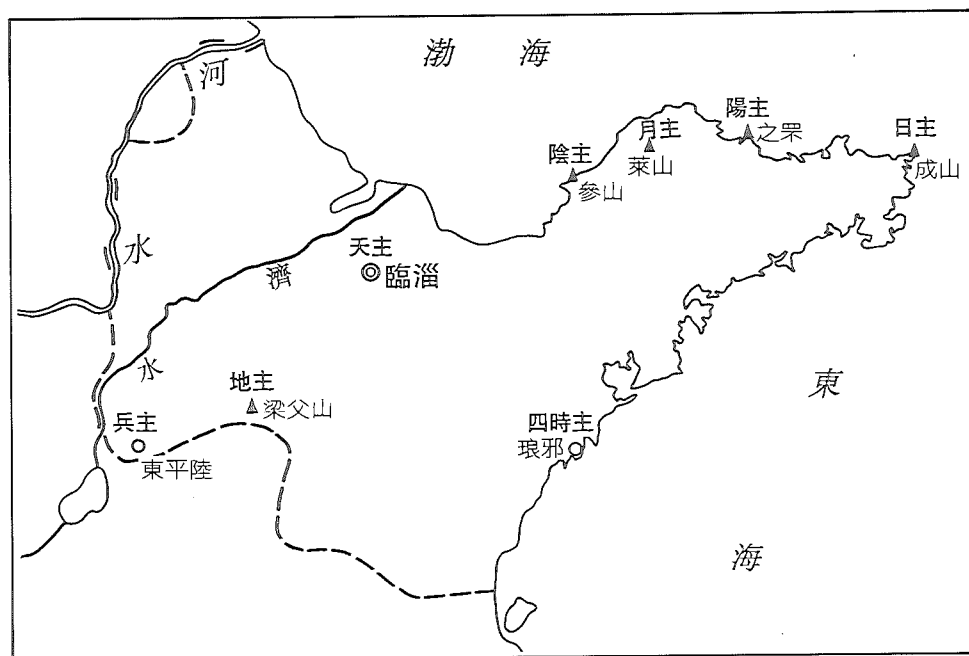 渤海
河
水
濟
水
陰主
參山
月主
萊山
陽主
之罘
日主
成山
天主
臨淄
地主
梁父山
兵主
東平陸
四時主
琅邪
東
海